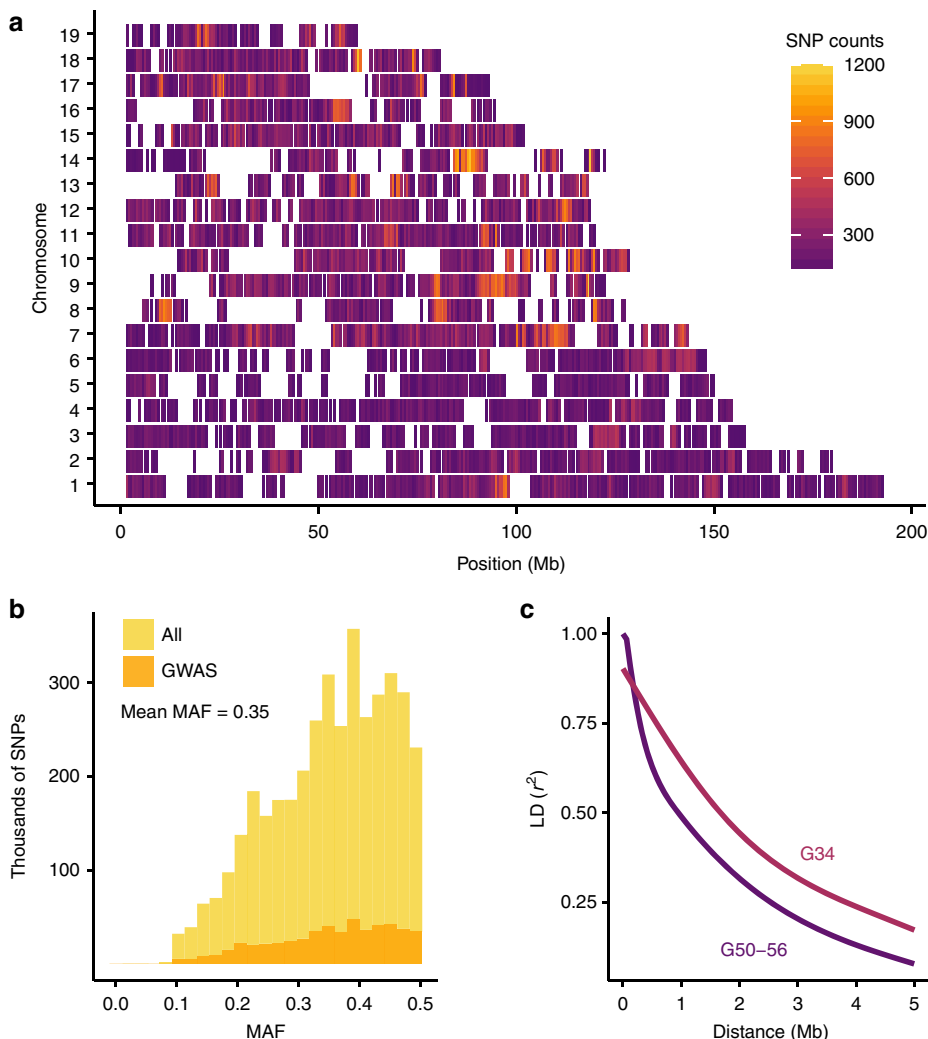 a
SNP counts
1200
900
600
300
Chromosome
19
18
17
16
15
14
13
12
11
10
9
8
7
6
5
4
3
2
1
0 50 100 150 200
Position (Mb)
b
All
GWAS
Mean MAF = 0.35
Thousands of SNPs
300
200
100
0.0 0.1 0.2 0.3 0.4 0.5
MAF
c
LD (r²)
1.00
0.75
0.50
0.25
G34
G50–56
0 1 2 3 4 5
Distance (Mb)